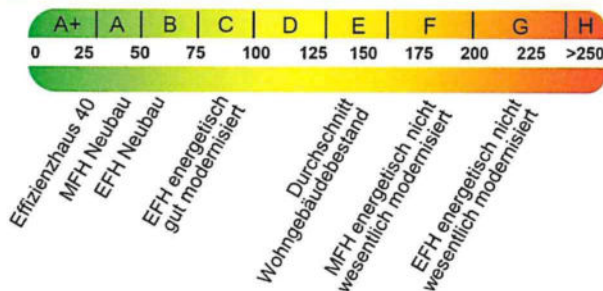 A+ A B C D E F G H
0 25 50 75 100 125 150 175 200 225 >250
Effizienzhaus 40
MFH Neubau
EFH Neubau
EFH energetisch
gut modernisiert
Durchschnitt
Wohngebäudebestand
MFH energetisch nicht
wesentlich modernisiert
EFH energetisch nicht
wesentlich modernisiert